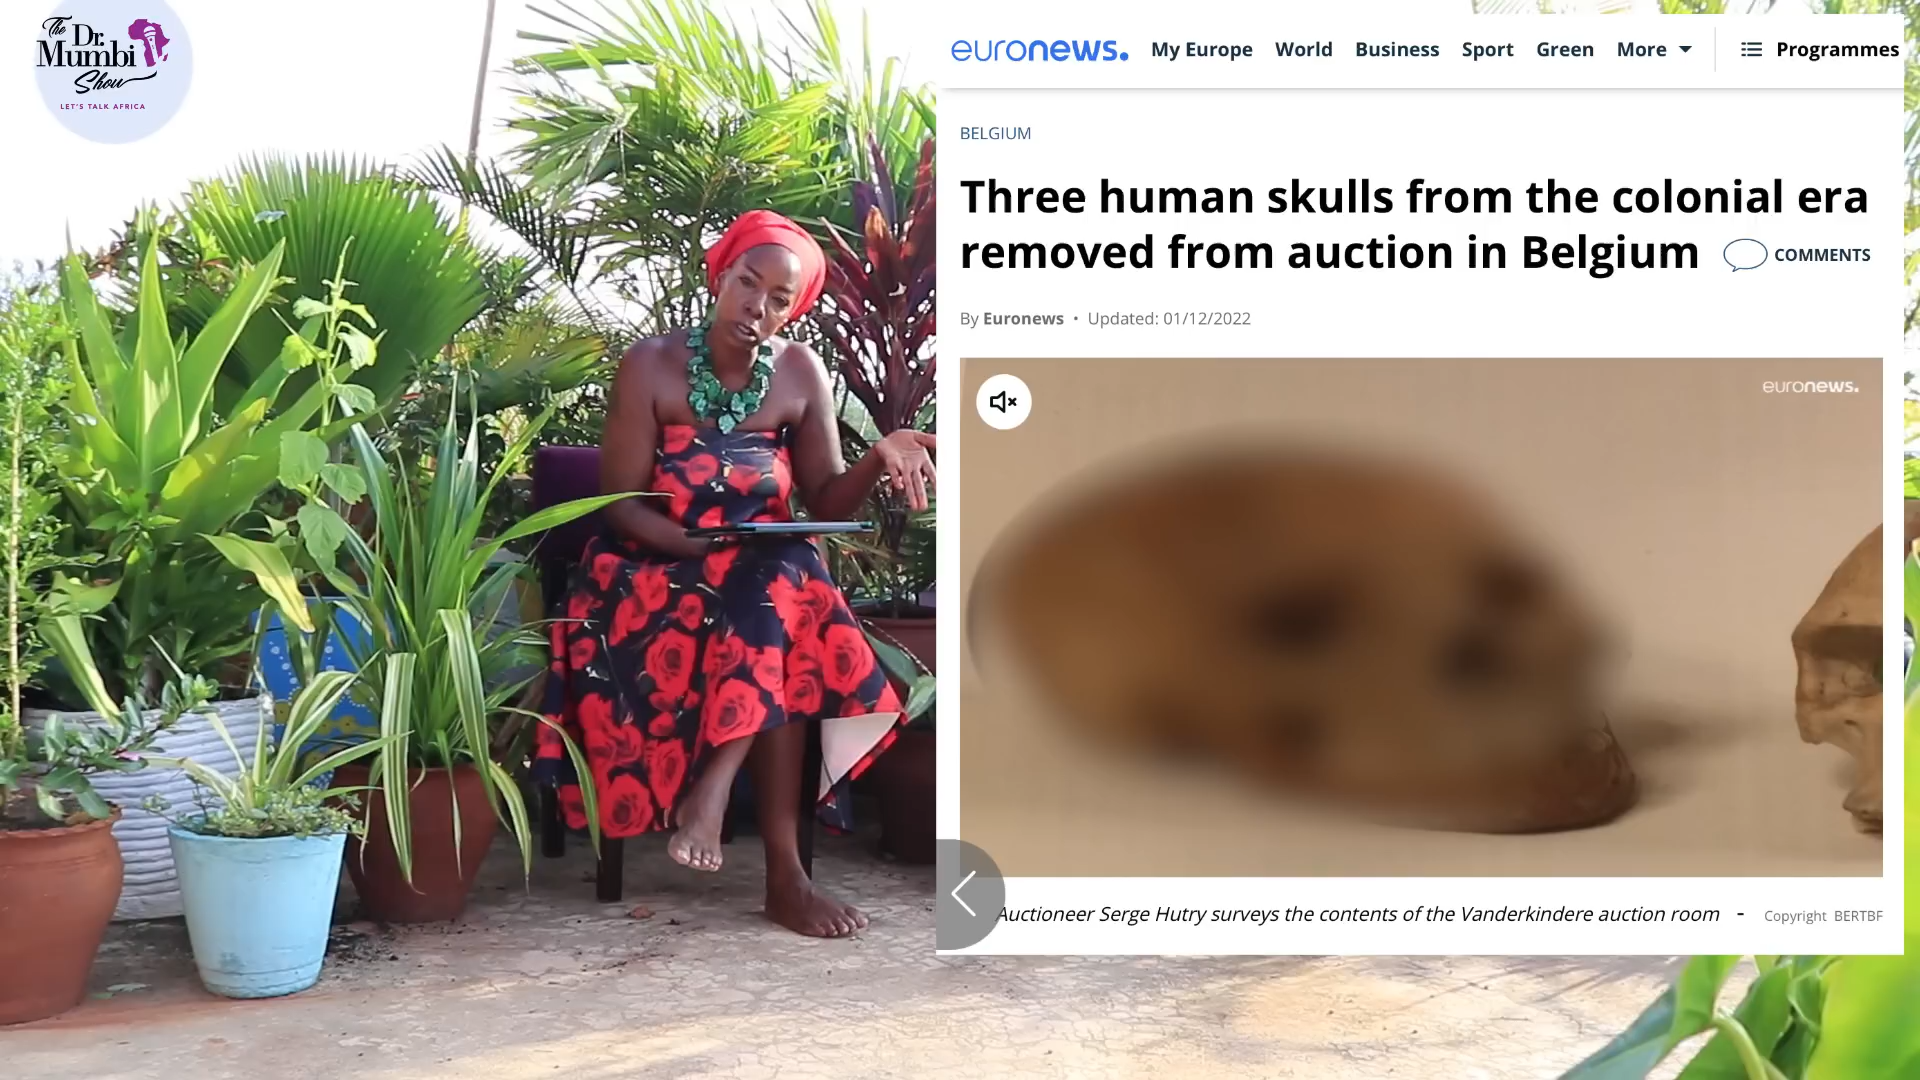 The Dr.
Mumbi
Show
LET'S TALK AFRICA
euronews. My Europe World Business Sport Green More Programmes
BELGIUM
Three human skulls from the colonial era
removed from auction in Belgium COMMENTS
By Euronews • Updated: 01/12/2022
euronews.
Auctioneer Serge Hutry surveys the contents of the Vanderkindere auction room - Copyright BERTBF